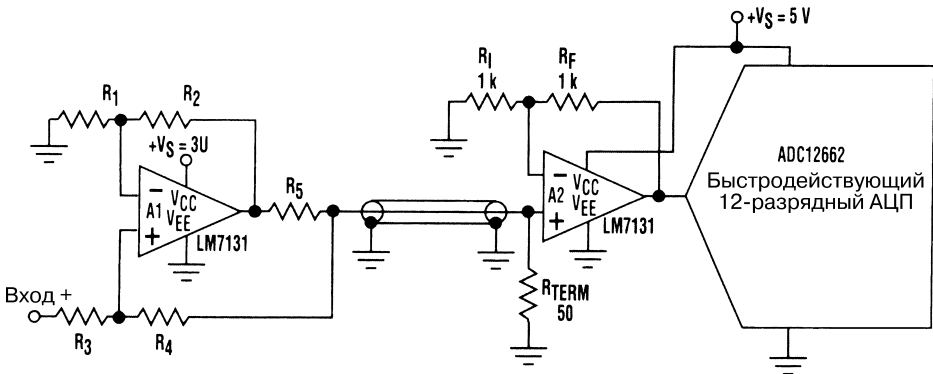 +VS = 5 V
RI
1 k
RF
1 k
R1
R2
+VS = 3U
A1
VCC
VEE
LM7131
R5
Вход +
R3
R4
A2
VCC
VEE
LM7131
RTERM
50
ADC12662
Быстродействующий
12-разрядный АЦП